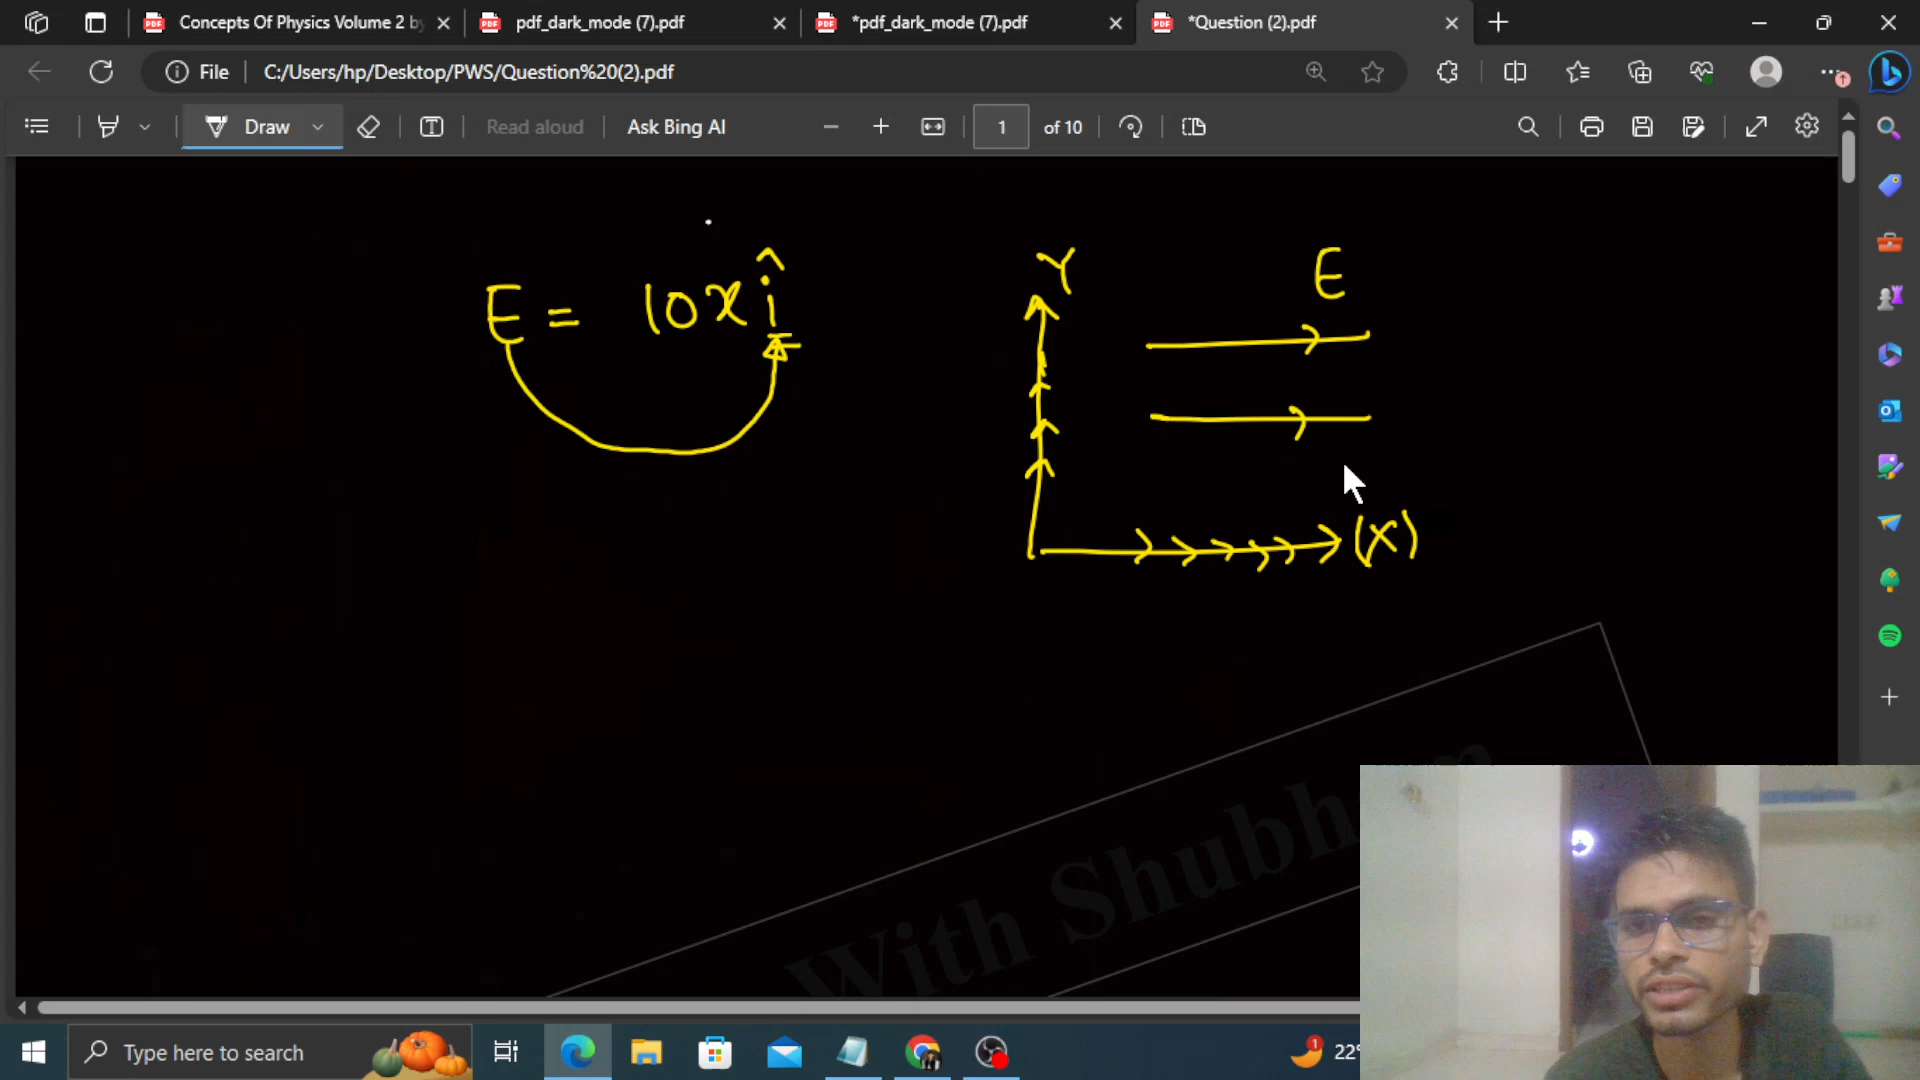 Concepts Of Physics Volume 2 by
pdf_dark_mode (7).pdf
*pdf_dark_mode (7).pdf
*Question (2).pdf
File
C:/Users/hp/Desktop/PWS/Question%20(2).pdf
Draw
Read aloud
Ask Bing AI
1
of 10
E = 10x î
Y
E
(X)
With Shubh
Type here to search
1
22°